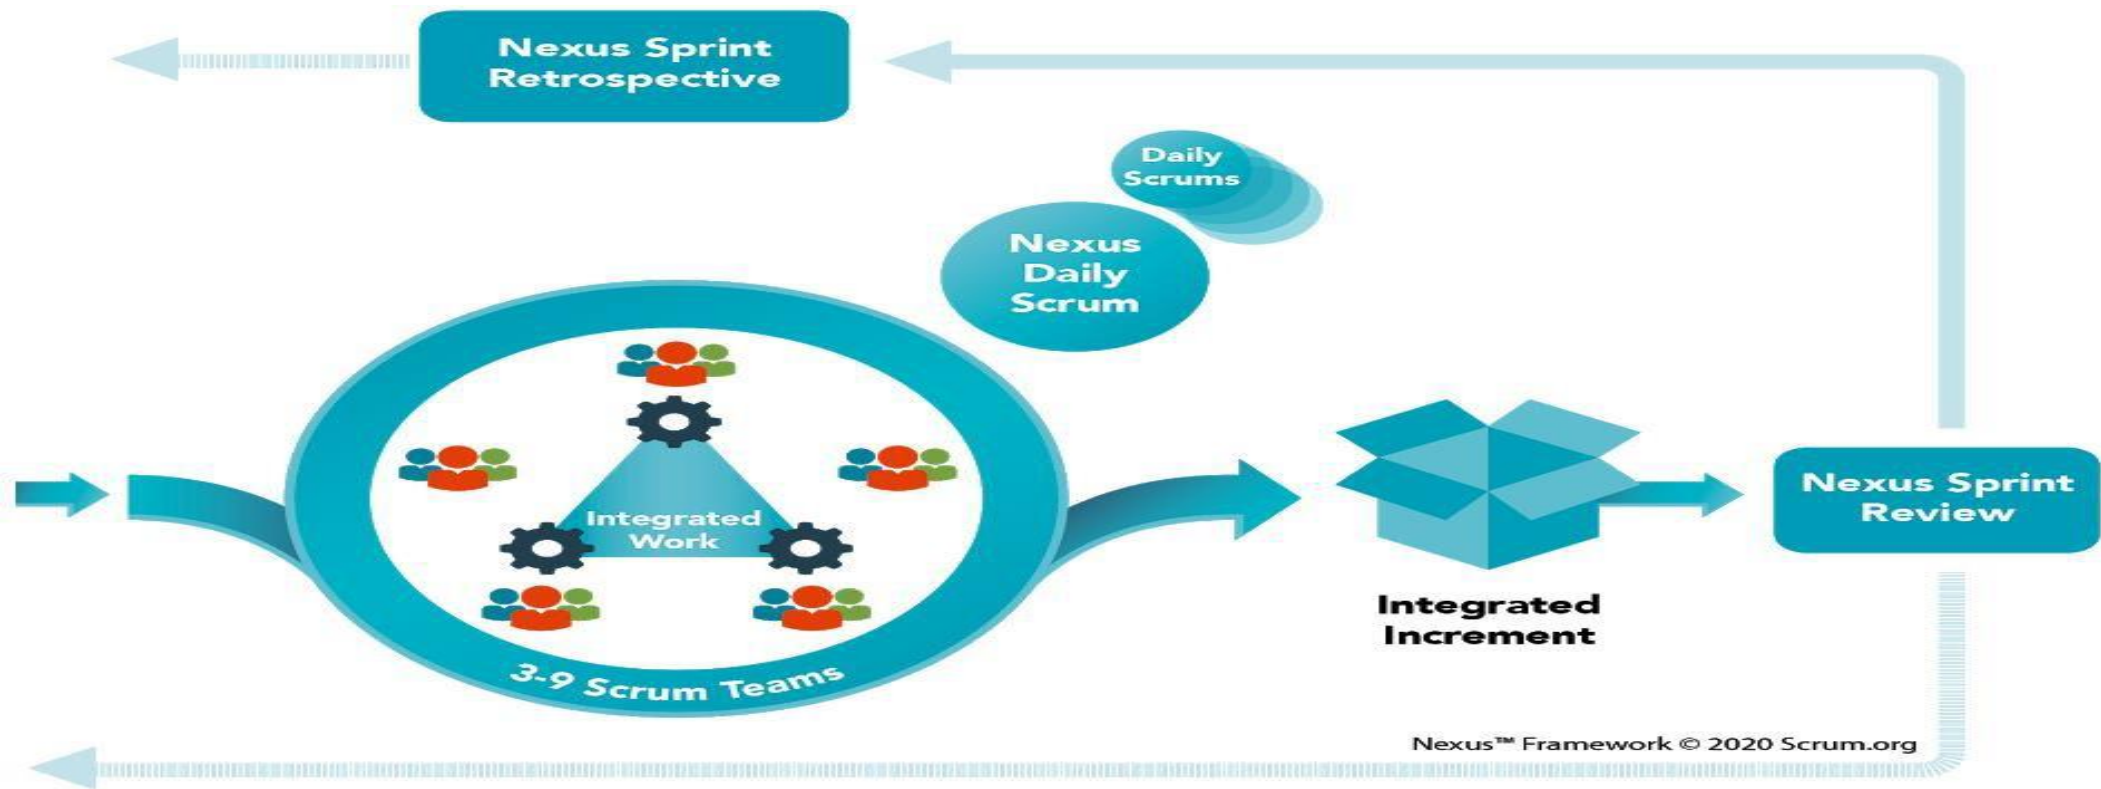 Nexus Sprint
Retrospective
Daily
Scrums
Nexus
Daily
Scrum
Integrated
Work
3-9 Scrum Teams
Integrated
Increment
Nexus Sprint
Review
Nexus™ Framework © 2020 Scrum.org